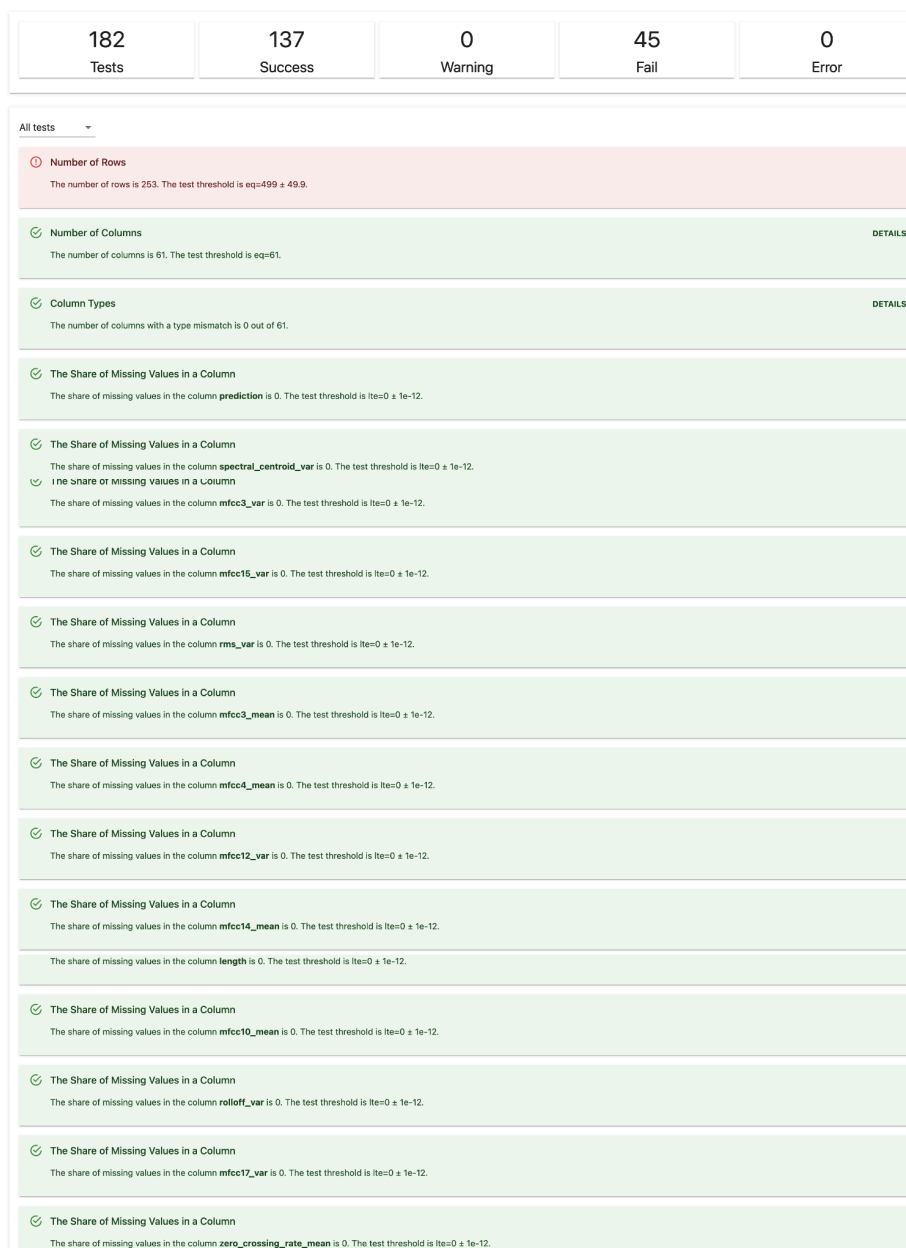 182
Tests
137
Success
0
Warning
45
Fail
0
Error
All tests
Number of Rows
The number of rows is 253. The test threshold is eq=499 ± 49.9.
Number of Columns
DETAILS
The number of columns is 61. The test threshold is eq=61.
Column Types
DETAILS
The number of columns with a type mismatch is 0 out of 61.
The Share of Missing Values in a Column
The share of missing values in the column prediction is 0. The test threshold is lte=0 ± 1e-12.
The Share of Missing Values in a Column
The share of missing values in the column spectral_centroid_var is 0. The test threshold is lte=0 ± 1e-12.
The Share of Missing Values in a Column
The share of missing values in the column mfcc3_var is 0. The test threshold is lte=0 ± 1e-12.
The Share of Missing Values in a Column
The share of missing values in the column mfcc15_var is 0. The test threshold is lte=0 ± 1e-12.
The Share of Missing Values in a Column
The share of missing values in the column rms_var is 0. The test threshold is lte=0 ± 1e-12.
The Share of Missing Values in a Column
The share of missing values in the column mfcc3_mean is 0. The test threshold is lte=0 ± 1e-12.
The Share of Missing Values in a Column
The share of missing values in the column mfcc4_mean is 0. The test threshold is lte=0 ± 1e-12.
The Share of Missing Values in a Column
The share of missing values in the column mfcc12_var is 0. The test threshold is lte=0 ± 1e-12.
The Share of Missing Values in a Column
The share of missing values in the column mfcc14_mean is 0. The test threshold is lte=0 ± 1e-12.
The share of missing values in the column length is 0. The test threshold is lte=0 ± 1e-12.
The Share of Missing Values in a Column
The share of missing values in the column mfcc10_mean is 0. The test threshold is lte=0 ± 1e-12.
The Share of Missing Values in a Column
The share of missing values in the column rolloff_var is 0. The test threshold is lte=0 ± 1e-12.
The Share of Missing Values in a Column
The share of missing values in the column mfcc17_var is 0. The test threshold is lte=0 ± 1e-12.
The Share of Missing Values in a Column
The share of missing values in the column zero_crossing_rate_mean is 0. The test threshold is lte=0 ± 1e-12.